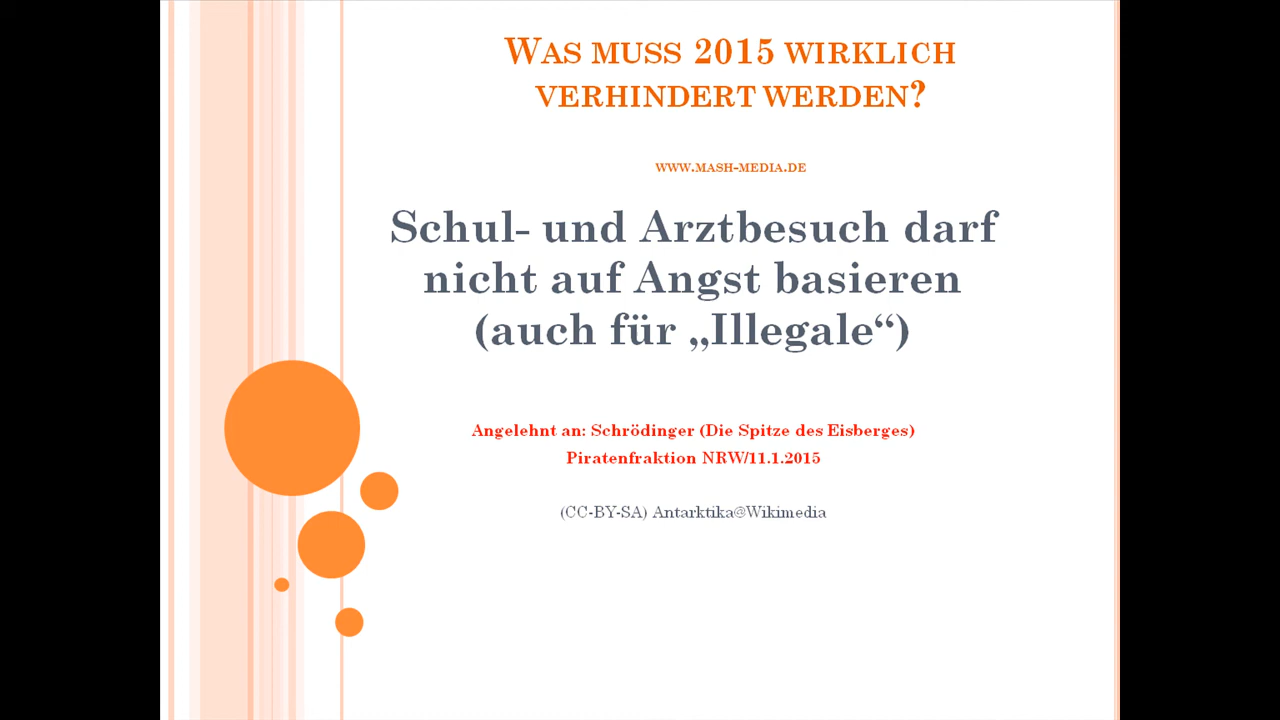 Was muss 2015 wirklich
verhindert werden?
www.mash-media.de
Schul- und Arztbesuch darf
nicht auf Angst basieren
(auch für „Illegale“)
Angelehnt an: Schrödinger (Die Spitze des Eisberges)
Piratenfraktion NRW/11.1.2015
(CC-BY-SA) Antarktika@Wikimedia